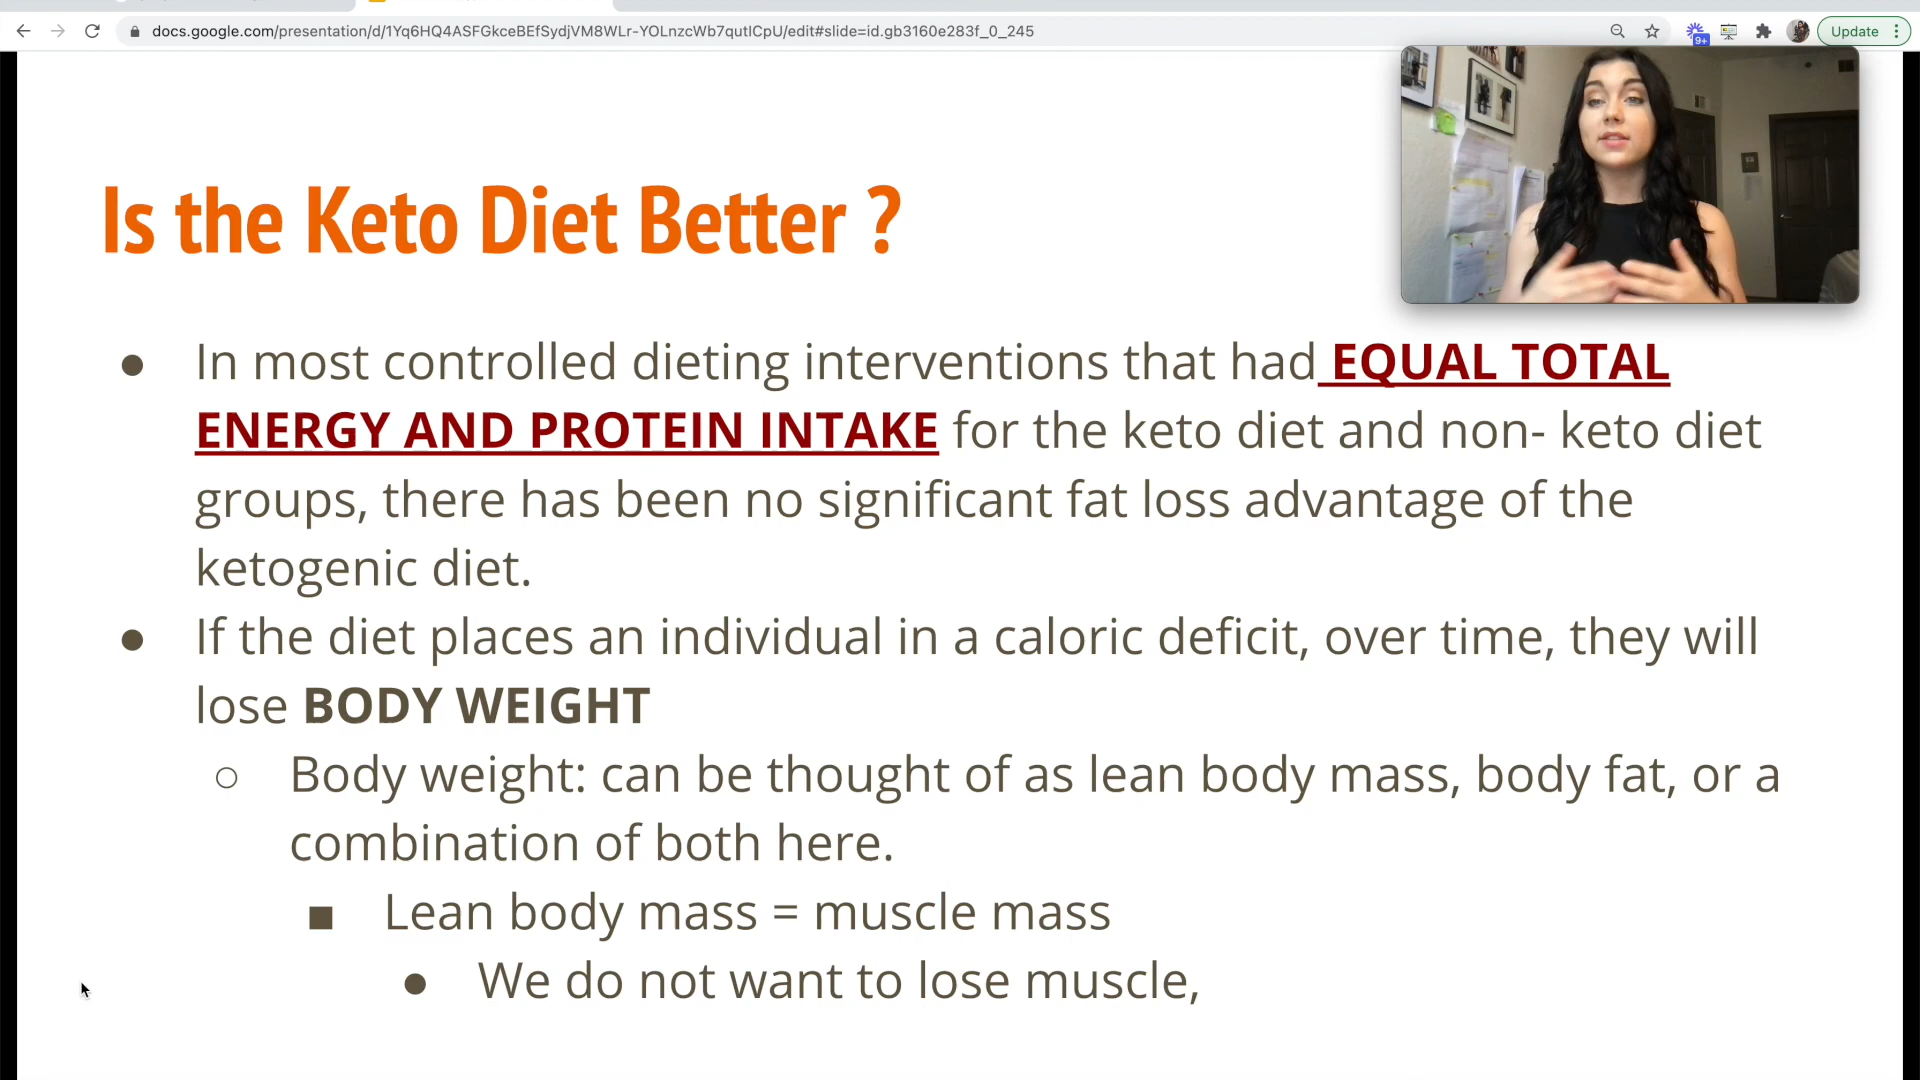 docs.google.com/presentation/d/1Yq6HQ4ASFGkceBEfSydjVM8WLr-YOLnzcWb7qutICpU/edit#slide=id.gb3160e283f_0_245
9+
Update
Is the Keto Diet Better ?
● In most controlled dieting interventions that had EQUAL TOTAL
ENERGY AND PROTEIN INTAKE for the keto diet and non- keto diet
groups, there has been no significant fat loss advantage of the
ketogenic diet.
● If the diet places an individual in a caloric deficit, over time, they will
lose BODY WEIGHT
○ Body weight: can be thought of as lean body mass, body fat, or a
combination of both here.
■ Lean body mass = muscle mass
● We do not want to lose muscle,